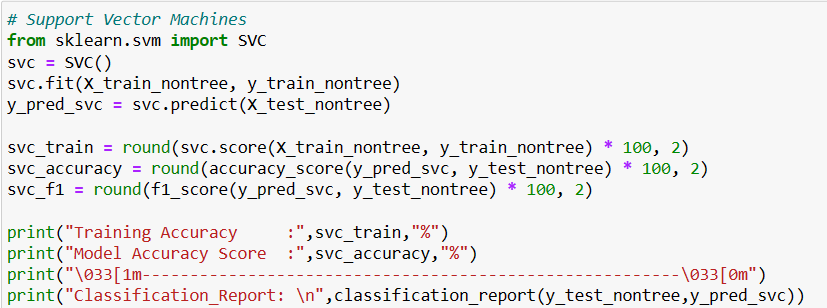 # Support Vector Machines
from sklearn.svm import SVC
svc = SVC()
svc.fit(X_train_nontree, y_train_nontree)
y_pred_svc = svc.predict(X_test_nontree)

svc_train = round(svc.score(X_train_nontree, y_train_nontree) * 100, 2)
svc_accuracy = round(accuracy_score(y_pred_svc, y_test_nontree) * 100, 2)
svc_f1 = round(f1_score(y_pred_svc, y_test_nontree) * 100, 2)

print("Training Accuracy    :",svc_train,"%")
print("Model Accuracy Score :",svc_accuracy,"%")
print("\033[1m--------------------------------------------------------\033[0m")
print("Classification_Report: \n",classification_report(y_test_nontree,y_pred_svc))